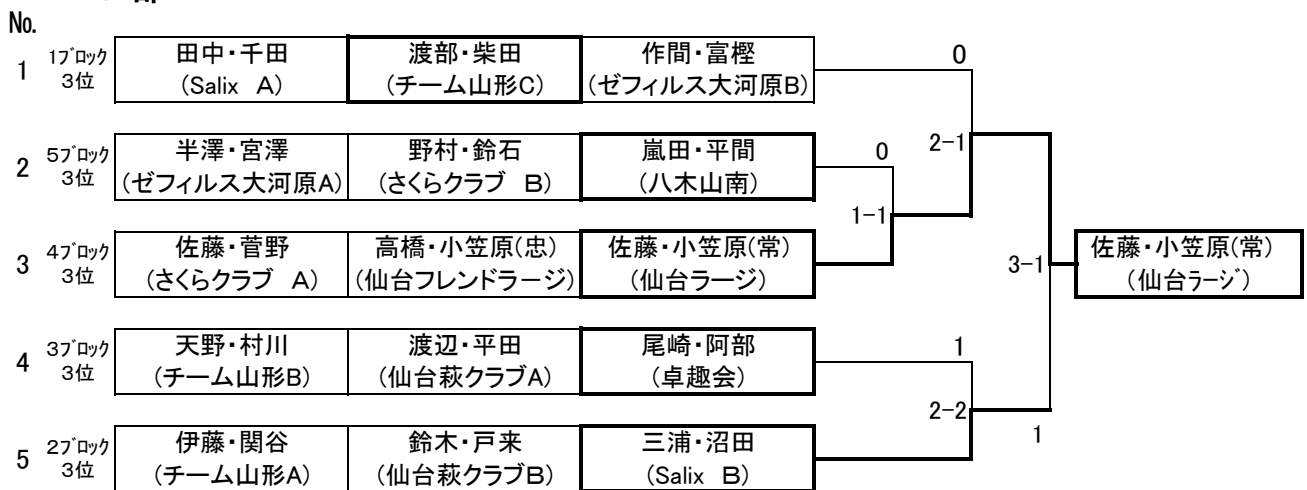 No.
1 1ブロック 3位 田中・千田 (Salix A) 渡部・柴田 (チーム山形C) 作間・富樫 (ゼフィルス大河原B) 0
2 5ブロック 3位 半澤・宮澤 (ゼフィルス大河原A) 野村・鈴石 (さくらクラブ B) 嵐田・平間 (八木山南) 0 2-1
1-1
3 4ブロック 3位 佐藤・菅野 (さくらクラブ A) 高橋・小笠原(忠) (仙台フレンドラージ) 佐藤・小笠原(常) (仙台ラージ) 3-1 佐藤・小笠原(常) (仙台ラージ)
4 3ブロック 3位 天野・村川 (チーム山形B) 渡辺・平田 (仙台萩クラブA) 尾崎・阿部 (卓趣会) 1
2-2 1
5 2ブロック 3位 伊藤・関谷 (チーム山形A) 鈴木・戸来 (仙台萩クラブB) 三浦・沼田 (Salix B)